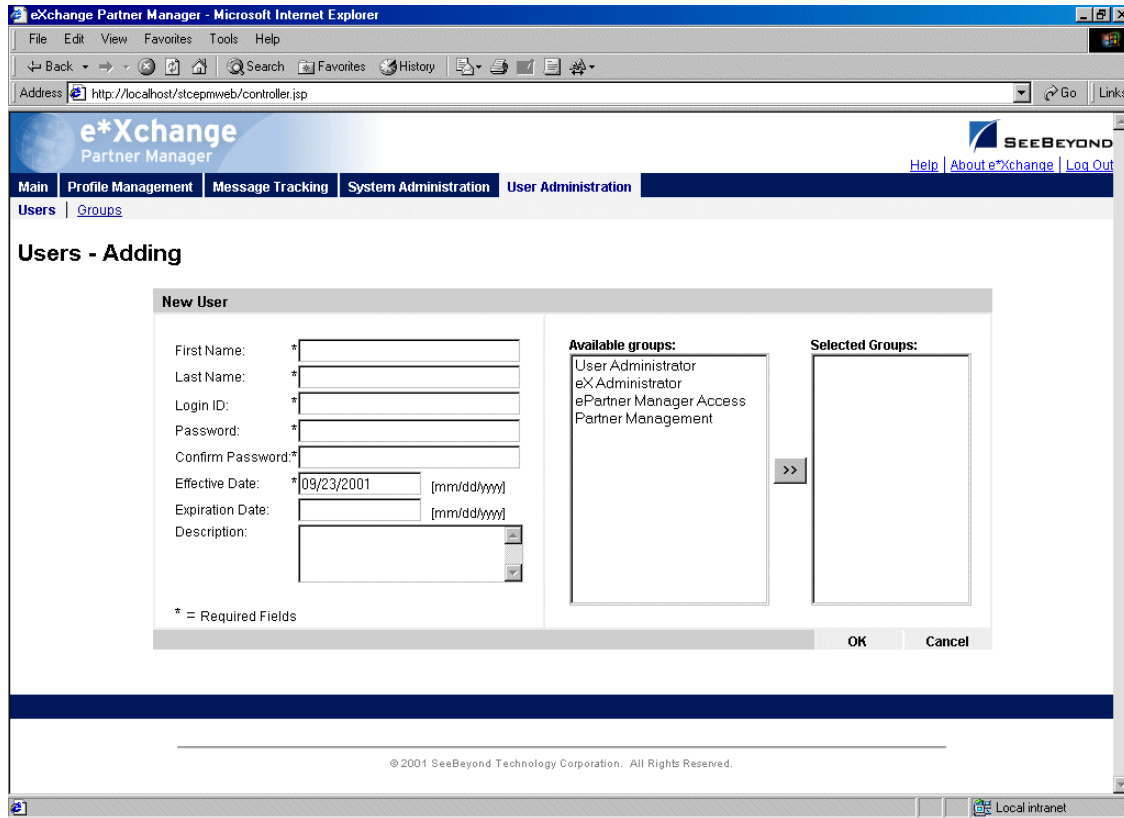 eXchange Partner Manager - Microsoft Internet Explorer
File Edit View Favorites Tools Help
Back Search Favorites History
Address http://localhost/stcepmweb/controller.jsp Go Links
e*Xchange
Partner Manager
SEEBEYOND
Help | About e*Xchange | Log Out
Main Profile Management Message Tracking System Administration User Administration
Users | Groups
Users - Adding
New User
First Name: *
Last Name: *
Login ID: *
Password: *
Confirm Password:*
Effective Date: *09/23/2001 [mm/dd/yyyy]
Expiration Date: [mm/dd/yyyy]
Description:
* = Required Fields
Available groups:
User Administrator
eX Administrator
ePartner Manager Access
Partner Management
>>
Selected Groups:
OK Cancel
© 2001 SeeBeyond Technology Corporation. All Rights Reserved.
Local intranet